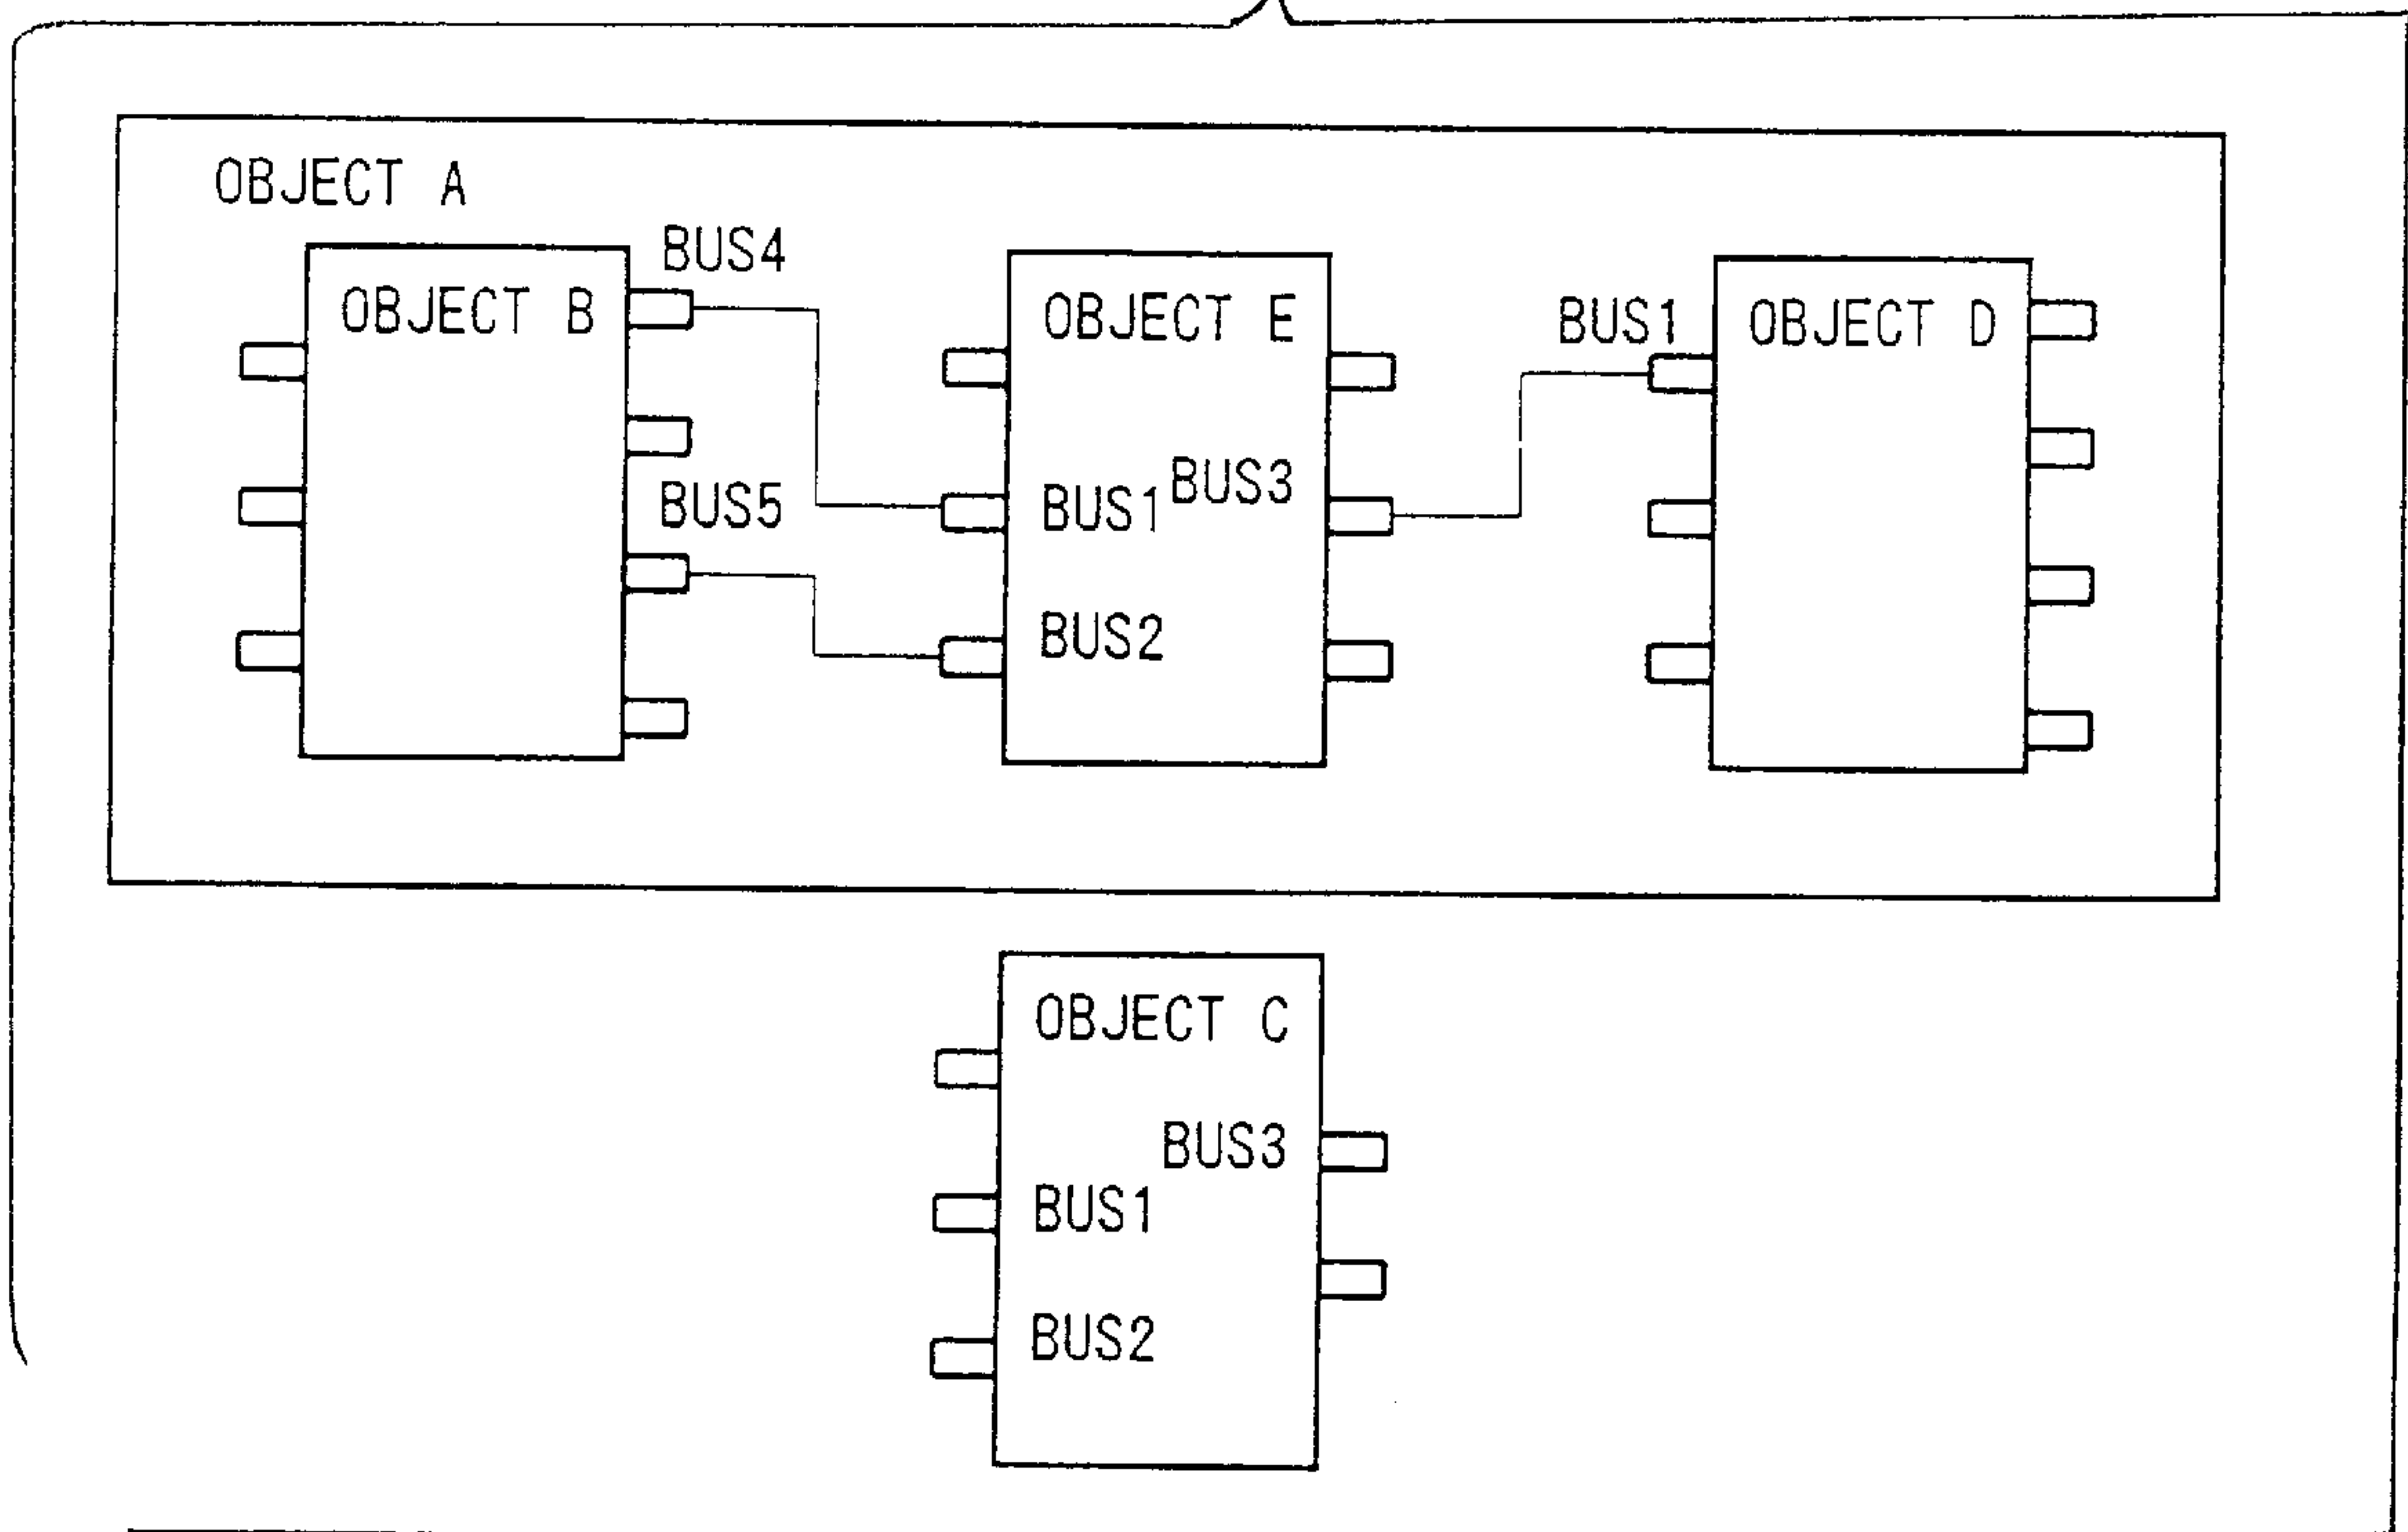 OBJECT A
BUS4
OBJECT B
OBJECT E
BUS1
OBJECT D
BUS3
BUS5
BUS1
BUS2
OBJECT C
BUS3
BUS1
BUS2